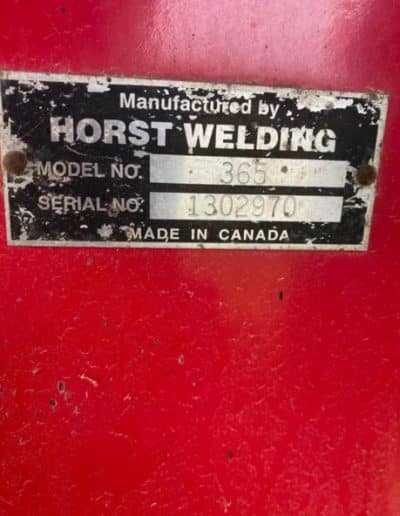 Manufactured by
HORST WELDING
MODEL NO. 365
SERIAL NO. 1302970
MADE IN CANADA